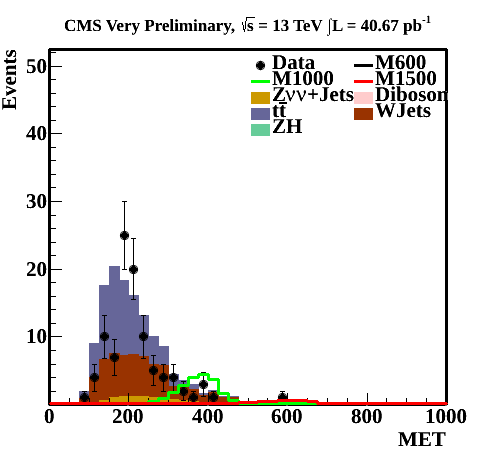 CMS Very Preliminary, √s = 13 TeV ∫L = 40.67 pb⁻¹
Events
Data
M600
M1000
M1500
Zνν+Jets
Diboson
tt̄
WJets
ZH
50
40
30
20
10
0
200
400
600
800
1000
MET